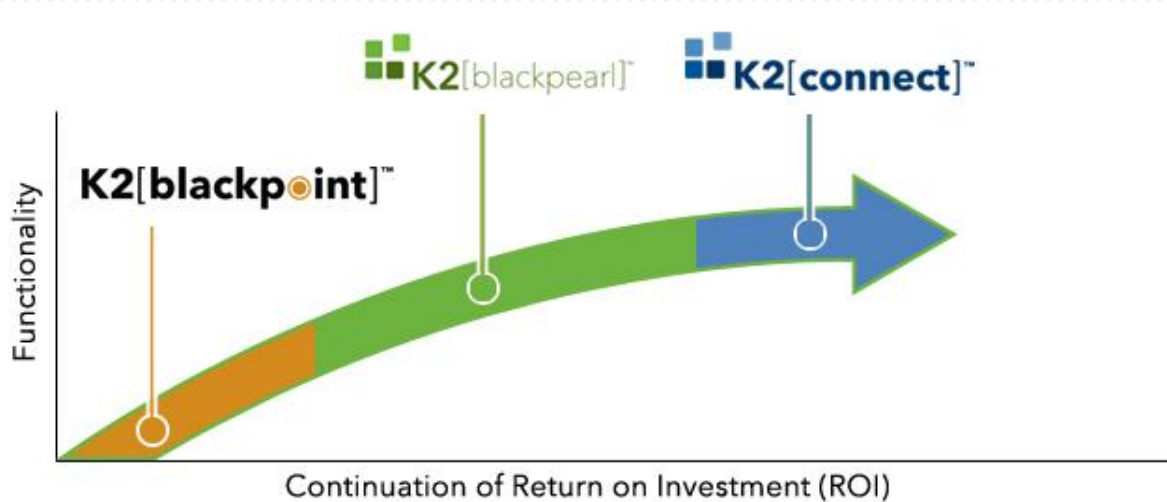 K2[blackpearl]™
K2[connect]™
K2[blackpoint]™
Functionality
Continuation of Return on Investment (ROI)